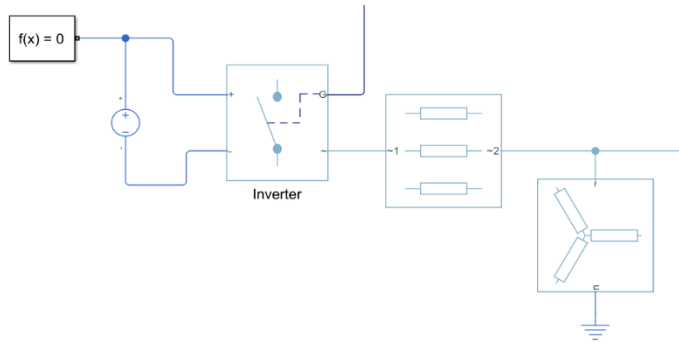 f(x) = 0
+
+
-
+
G
-
~
~1
~2
n
Inverter